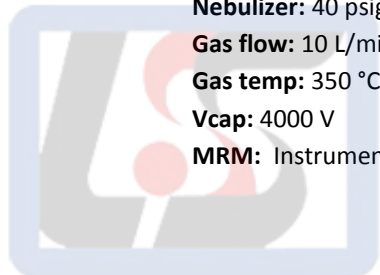 Nebulizer: 40 psig
Gas flow: 10 L/mi
Gas temp: 350 °C
Vcap: 4000 V
MRM: Instrumen